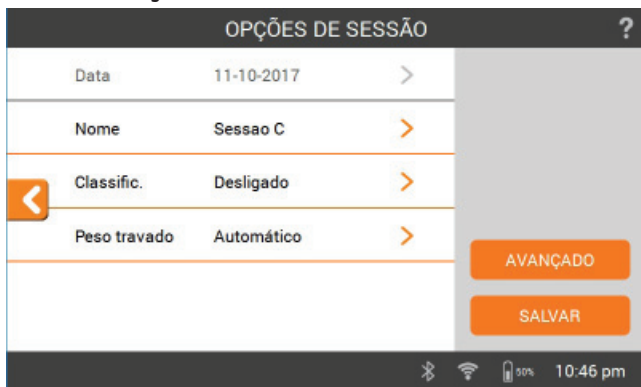 OPÇÕES DE SESSÃO ?
Data 11-10-2017
Nome Sessao C
Classific. Desligado
Peso travado Automático
AVANÇADO
SALVAR
50% 10:46 pm